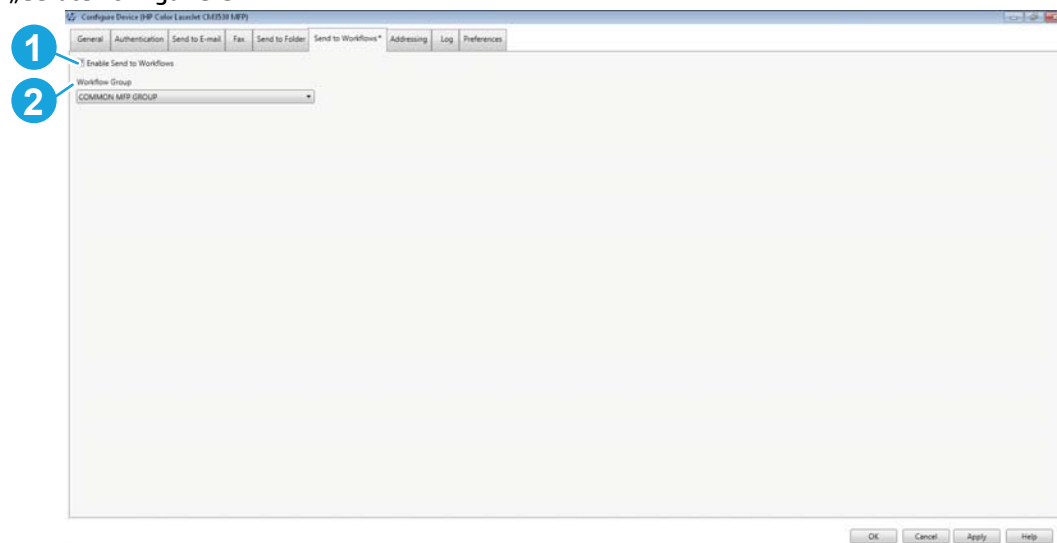 Configure Device (HP Color LaserJet CM3530 MFP)
General Authentication Send to E-mail Fax Send to Folder Send to Workflows* Addressing Log Preferences
1
Enable Send to Workflows
2
Workflow Group
COMMON MFP GROUP
OK Cancel Apply Help